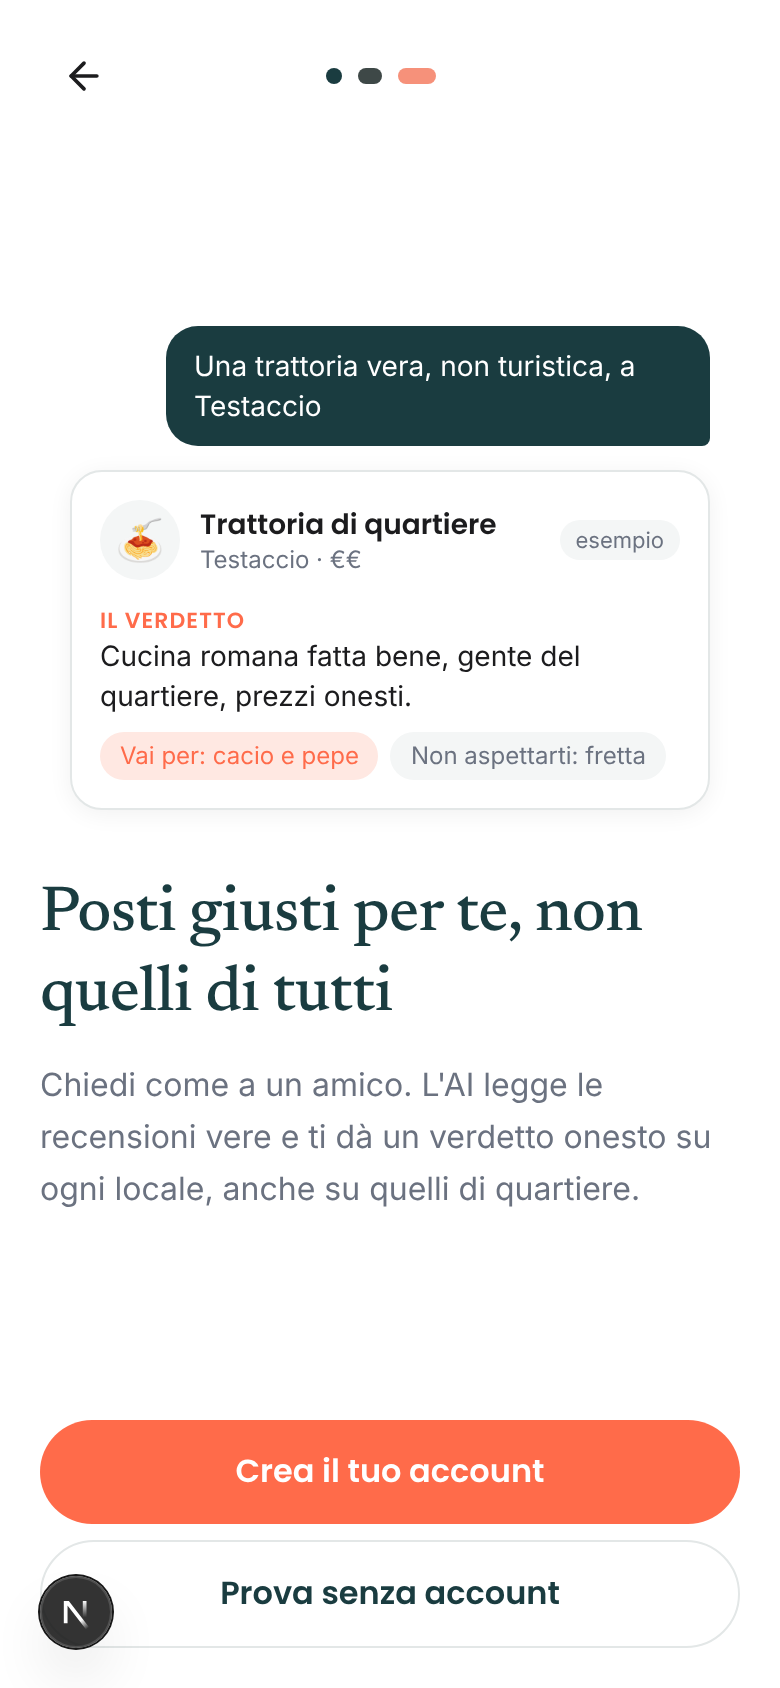 Una trattoria vera, non turistica, a
Testaccio
Trattoria di quartiere
Testaccio · €€
esempio
IL VERDETTO
Cucina romana fatta bene, gente del
quartiere, prezzi onesti.
Vai per: cacio e pepe
Non aspettarti: fretta
Posti giusti per te, non
quelli di tutti
Chiedi come a un amico. L'AI legge le
recensioni vere e ti dà un verdetto onesto su
ogni locale, anche su quelli di quartiere.
Crea il tuo account
Prova senza account
N